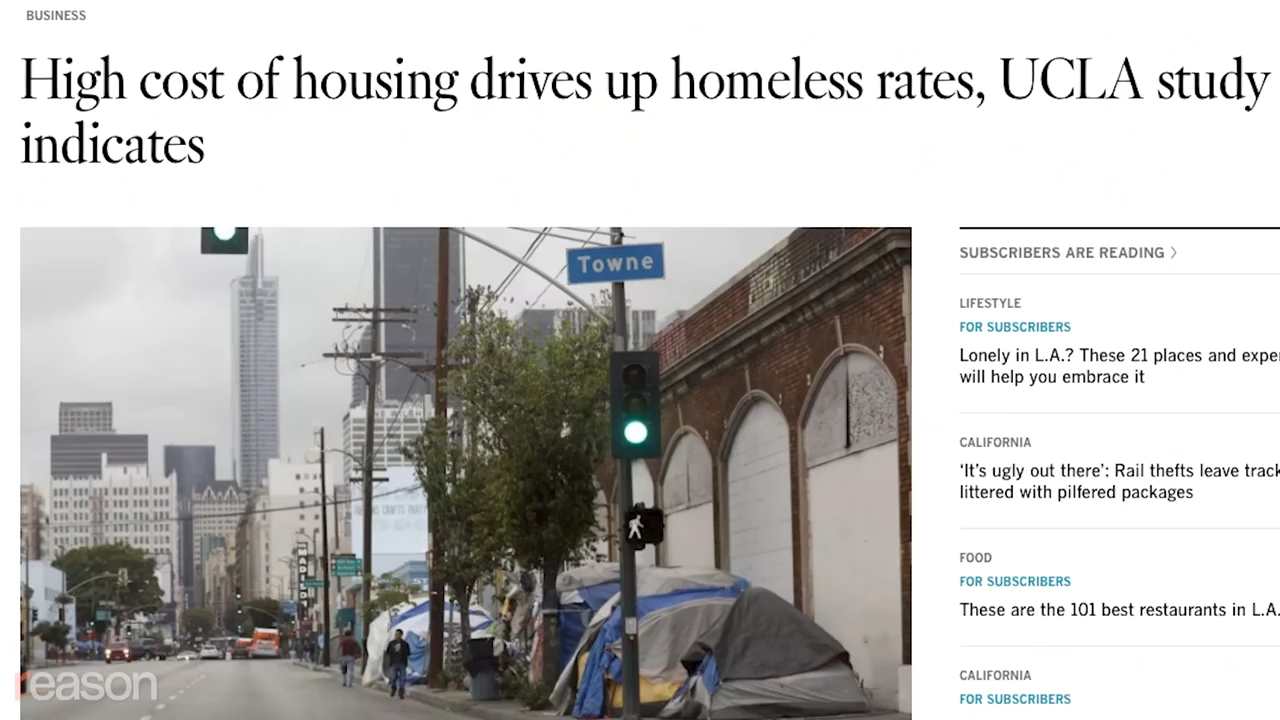 BUSINESS
High cost of housing drives up homeless rates, UCLA study
indicates
Towne
SUBSCRIBERS ARE READING >
LIFESTYLE
FOR SUBSCRIBERS
Lonely in L.A.? These 21 places and expe
will help you embrace it
CALIFORNIA
‘It’s ugly out there’: Rail thefts leave track
littered with pilfered packages
FOOD
FOR SUBSCRIBERS
These are the 101 best restaurants in L.A.
CALIFORNIA
FOR SUBSCRIBERS
reason